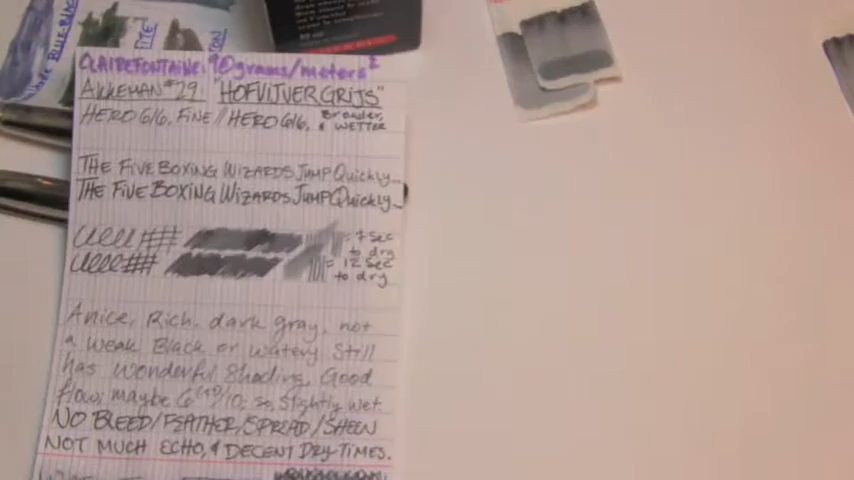 CLAIREFONTAINE: 90grams/meters²
AKKEMAN #29: "HOFVIJVER GRIJS"
HERO 616, FINE // HERO 616, Broader, & WETTER
THE FIVE BOXING WIZARDS JUMP Quickly...
THE FIVE BOXING WIZARDS JUMP Quickly...
= 7 sec to dry
= 12 sec to dry
A nice, Rich, dark gray, not
a weak Black or watery. Still
has wonderful shading, Good
flow, maybe 6/10, so, slightly wet.
NO BLEED/FEATHER/SPREAD/SHEEN
NOT MUCH ECHO, & DECENT DRY TIMES.